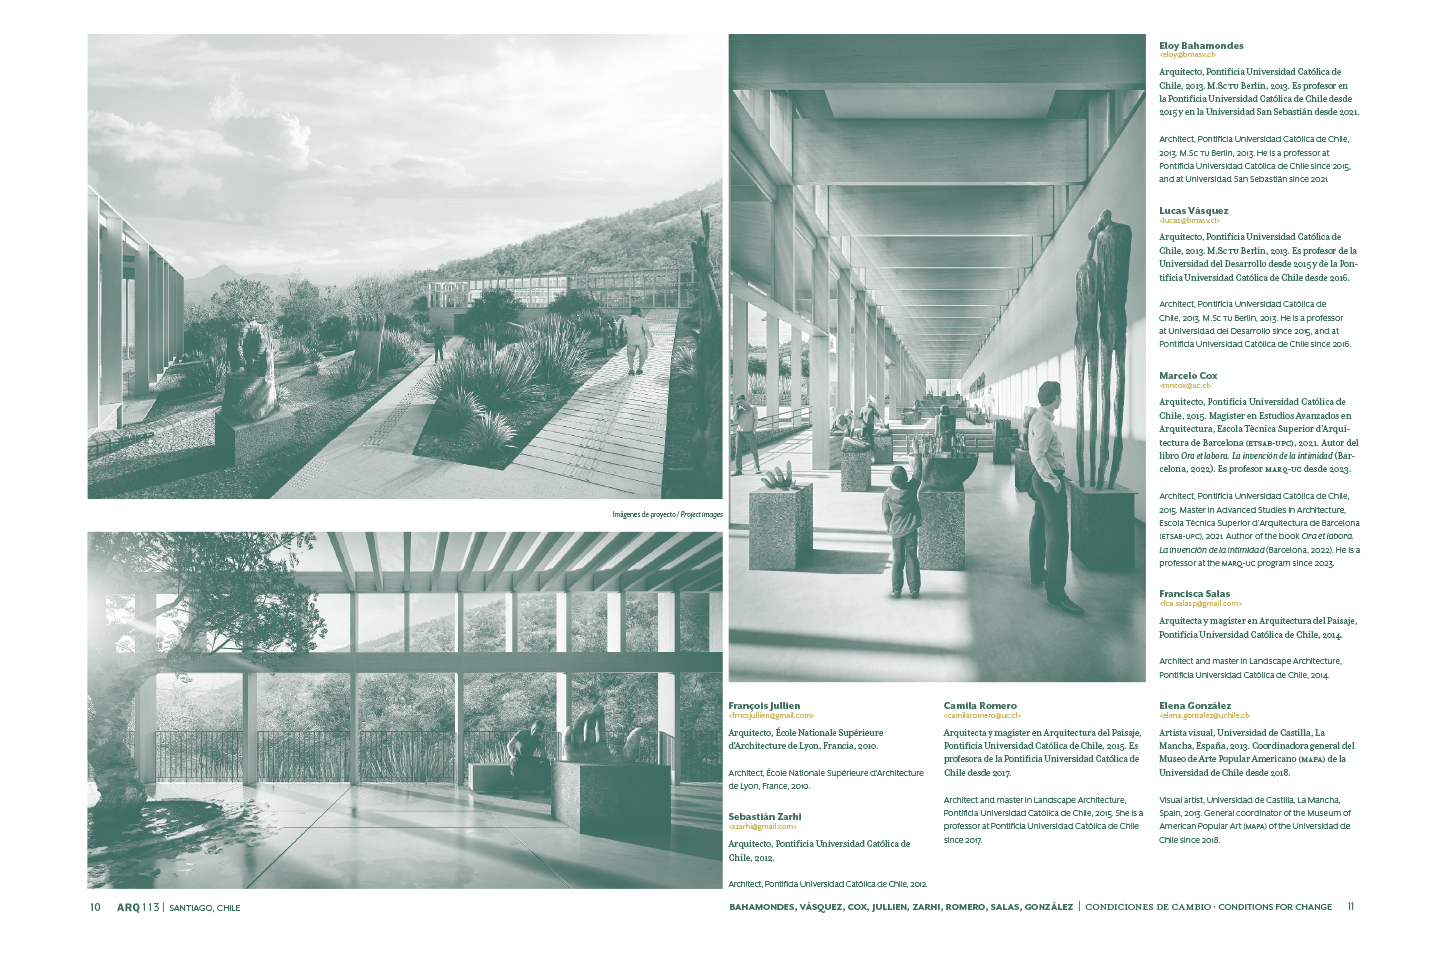 Imágenes de proyecto / Project images
Eloy Bahamondes
<eloy@bmasv.cl>
Arquitecto, Pontificia Universidad Católica de
Chile, 2013. M.Sc TU Berlin, 2013. Es profesor en
la Pontificia Universidad Católica de Chile desde
2015 y en la Universidad San Sebastián desde 2021.
Architect, Pontificia Universidad Católica de Chile,
2013. M.Sc TU Berlin, 2013. He is a professor at
Pontificia Universidad Católica de Chile since 2015,
and at Universidad San Sebastián since 2021
Lucas Vásquez
<lucas@bmasv.cl>
Arquitecto, Pontificia Universidad Católica de
Chile, 2013. M.Sc TU Berlín, 2013. Es profesor de la
Universidad del Desarrollo desde 2015 y de la Pon-
tificia Universidad Católica de Chile desde 2016.
Architect, Pontificia Universidad Católica de
Chile, 2013. M.Sc TU Berlin, 2013. He is a professor
at Universidad del Desarrollo since 2015, and at
Pontificia Universidad Católica de Chile since 2016.
Marcelo Cox
<mncox@uc.cl>
Arquitecto, Pontificia Universidad Católica de
Chile, 2015. Magíster en Estudios Avanzados en
Arquitectura, Escola Tècnica Superior d'Arqui-
tectura de Barcelona (ETSAB-UPC), 2021. Autor del
libro Ora et labora. La invención de la intimidad (Bar-
celona, 2022). Es profesor MARQ-UC desde 2023.
Architect, Pontificia Universidad Católica de Chile,
2015. Master in Advanced Studies in Architecture,
Escola Tècnica Superior d'Arquitectura de Barcelona
(ETSAB-UPC), 2021. Author of the book Ora et labora.
La invención de la intimidad (Barcelona, 2022). He is a
professor at the MARQ-UC program since 2023.
Francisca Salas
<fca.salasp@gmail.com>
Arquitecta y magíster en Arquitectura del Paisaje,
Pontificia Universidad Católica de Chile, 2014.
Architect and master in Landscape Architecture,
Pontificia Universidad Católica de Chile, 2014.
François Jullien
<fmcsjullien@gmail.com>
Arquitecto, École Nationale Supérieure
d'Architecture de Lyon, Francia, 2010.
Architect, École Nationale Supérieure d'Architecture
de Lyon, France, 2010.
Sebastián Zarhi
<szarhi@gmail.com>
Arquitecto, Pontificia Universidad Católica de
Chile, 2012.
Architect, Pontificia Universidad Católica de Chile, 2012.
Camila Romero
<camilaromero@uc.cl>
Arquitecta y magíster en Arquitectura del Paisaje,
Pontificia Universidad Católica de Chile, 2015. Es
profesora de la Pontificia Universidad Católica de
Chile desde 2017.
Architect and master in Landscape Architecture,
Pontificia Universidad Católica de Chile, 2015. She is a
professor at Pontificia Universidad Católica de Chile
since 2017.
Elena González
<elena.gonzalez@uchile.cl>
Artista visual, Universidad de Castilla, La
Mancha, España, 2013. Coordinadora general del
Museo de Arte Popular Americano (MAPA) de la
Universidad de Chile desde 2018.
Visual artist, Universidad de Castilla, La Mancha,
Spain, 2013. General coordinator of the Museum of
American Popular Art (MAPA) of the Universidad de
Chile since 2018.
10 ARQ 113 | SANTIAGO, CHILE
BAHAMONDES, VÁSQUEZ, COX, JULLIEN, ZARHI, ROMERO, SALAS, GONZÁLEZ | CONDICIONES DE CAMBIO · CONDITIONS FOR CHANGE 11